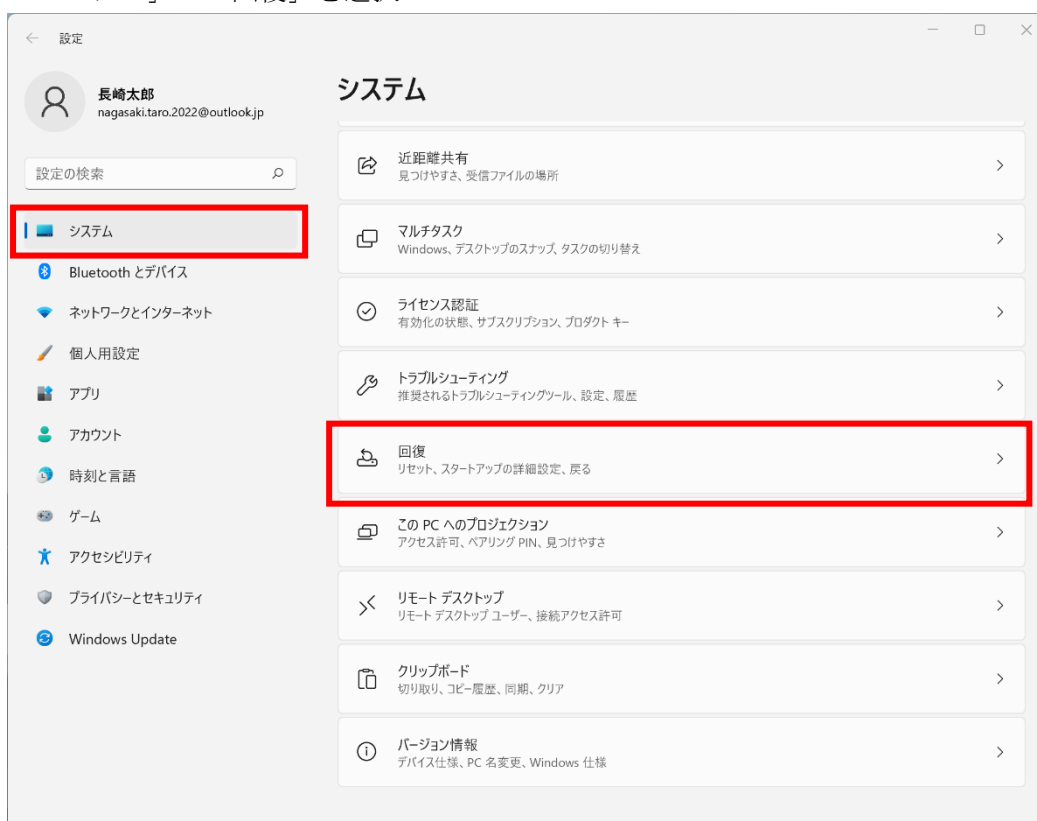 設定
長崎太郎
nagasaki.taro.2022@outlook.jp
設定の検索
システム
Bluetooth とデバイス
ネットワークとインターネット
個人用設定
アプリ
アカウント
時刻と言語
ゲーム
アクセシビリティ
プライバシーとセキュリティ
Windows Update
システム
近距離共有
見つけやすさ、受信ファイルの場所
マルチタスク
Windows、デスクトップのスナップ、タスクの切り替え
ライセンス認証
有効化の状態、サブスクリプション、プロダクト キー
トラブルシューティング
推奨されるトラブルシューティングツール、設定、履歴
回復
リセット、スタートアップの詳細設定、戻る
この PC へのプロジェクション
アクセス許可、ペアリング PIN、見つけやすさ
リモート デスクトップ
リモート デスクトップ ユーザー、接続アクセス許可
クリップボード
切り取り、コピー履歴、同期、クリア
バージョン情報
デバイス仕様、PC 名変更、Windows 仕様